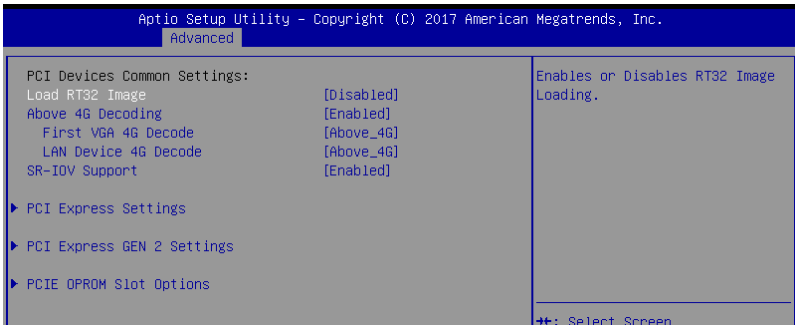 Aptio Setup Utility – Copyright (C) 2017 American Megatrends, Inc.
Advanced
PCI Devices Common Settings:
Load RT32 Image [Disabled]
Above 4G Decoding [Enabled]
First VGA 4G Decode [Above_4G]
LAN Device 4G Decode [Above_4G]
SR-IOV Support [Enabled]
PCI Express Settings
PCI Express GEN 2 Settings
PCIE OPROM Slot Options
Enables or Disables RT32 Image
Loading.
→←: Select Screen